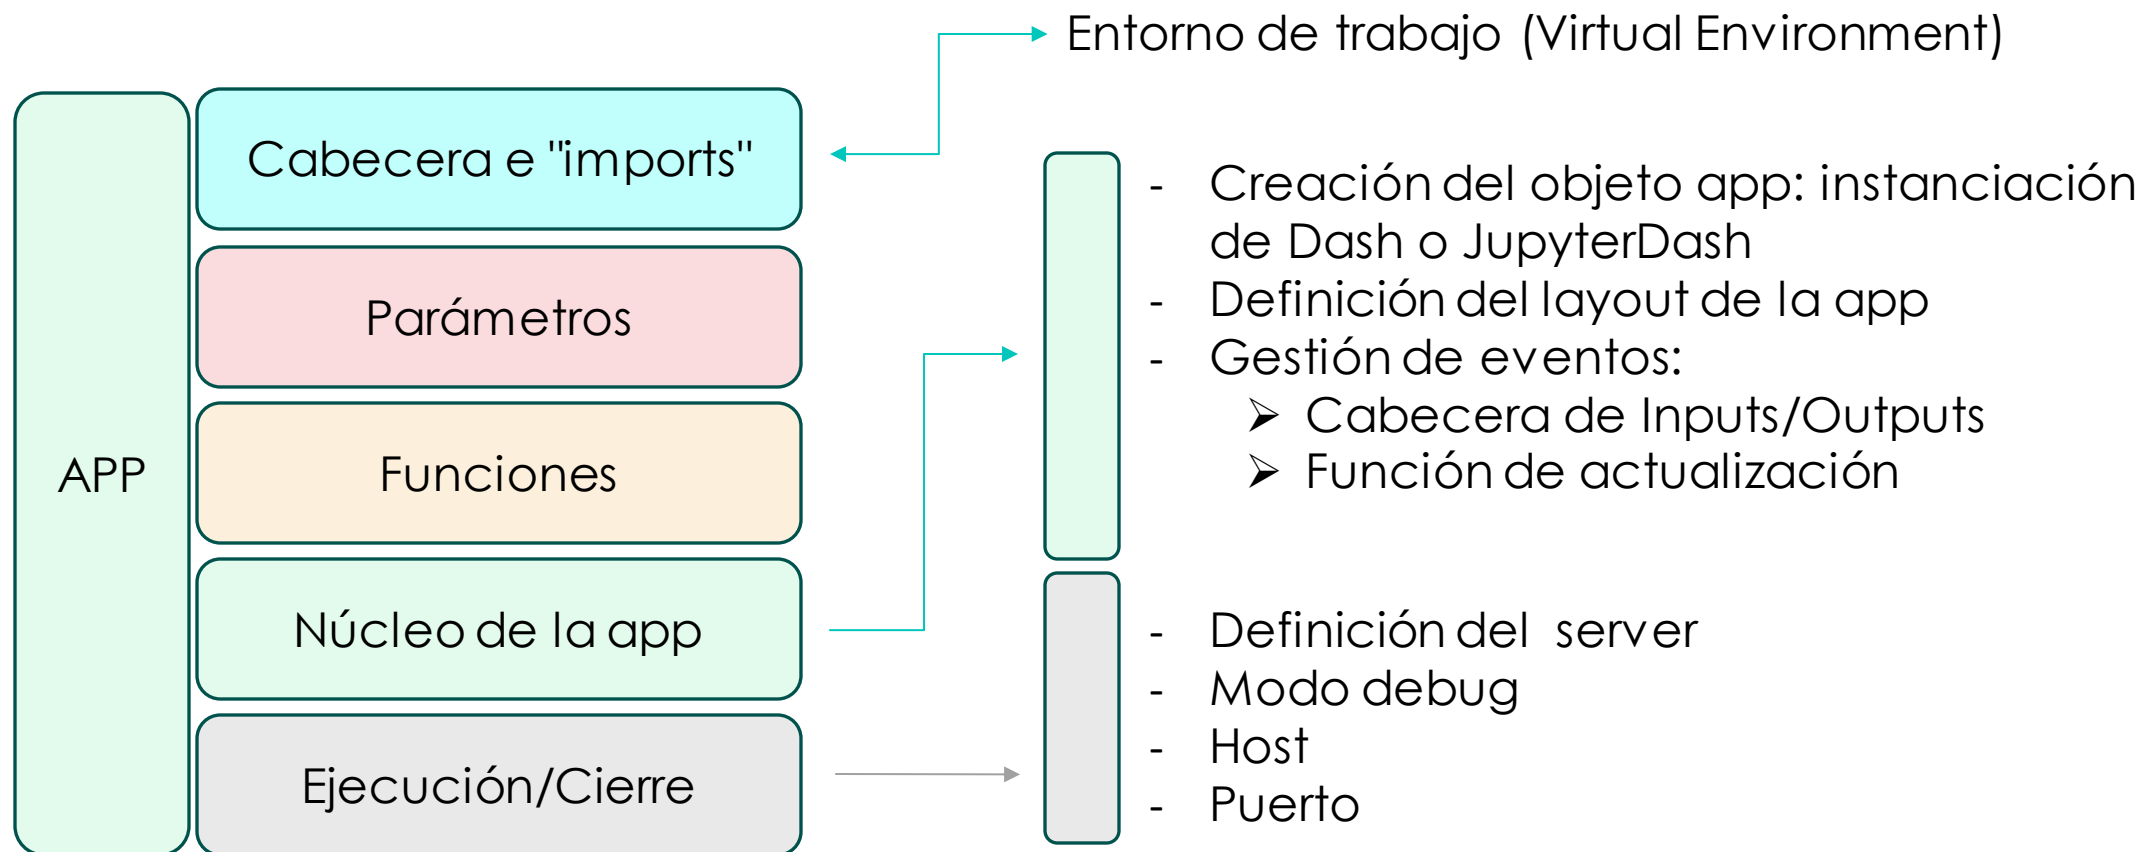 Entorno de trabajo (Virtual Environment)
APP
Cabecera e "imports"
Parámetros
Funciones
Núcleo de la app
Ejecución/Cierre
- Creación del objeto app: instanciación
de Dash o JupyterDash
- Definición del layout de la app
- Gestión de eventos:
➢ Cabecera de Inputs/Outputs
➢ Función de actualización
- Definición del server
- Modo debug
- Host
- Puerto